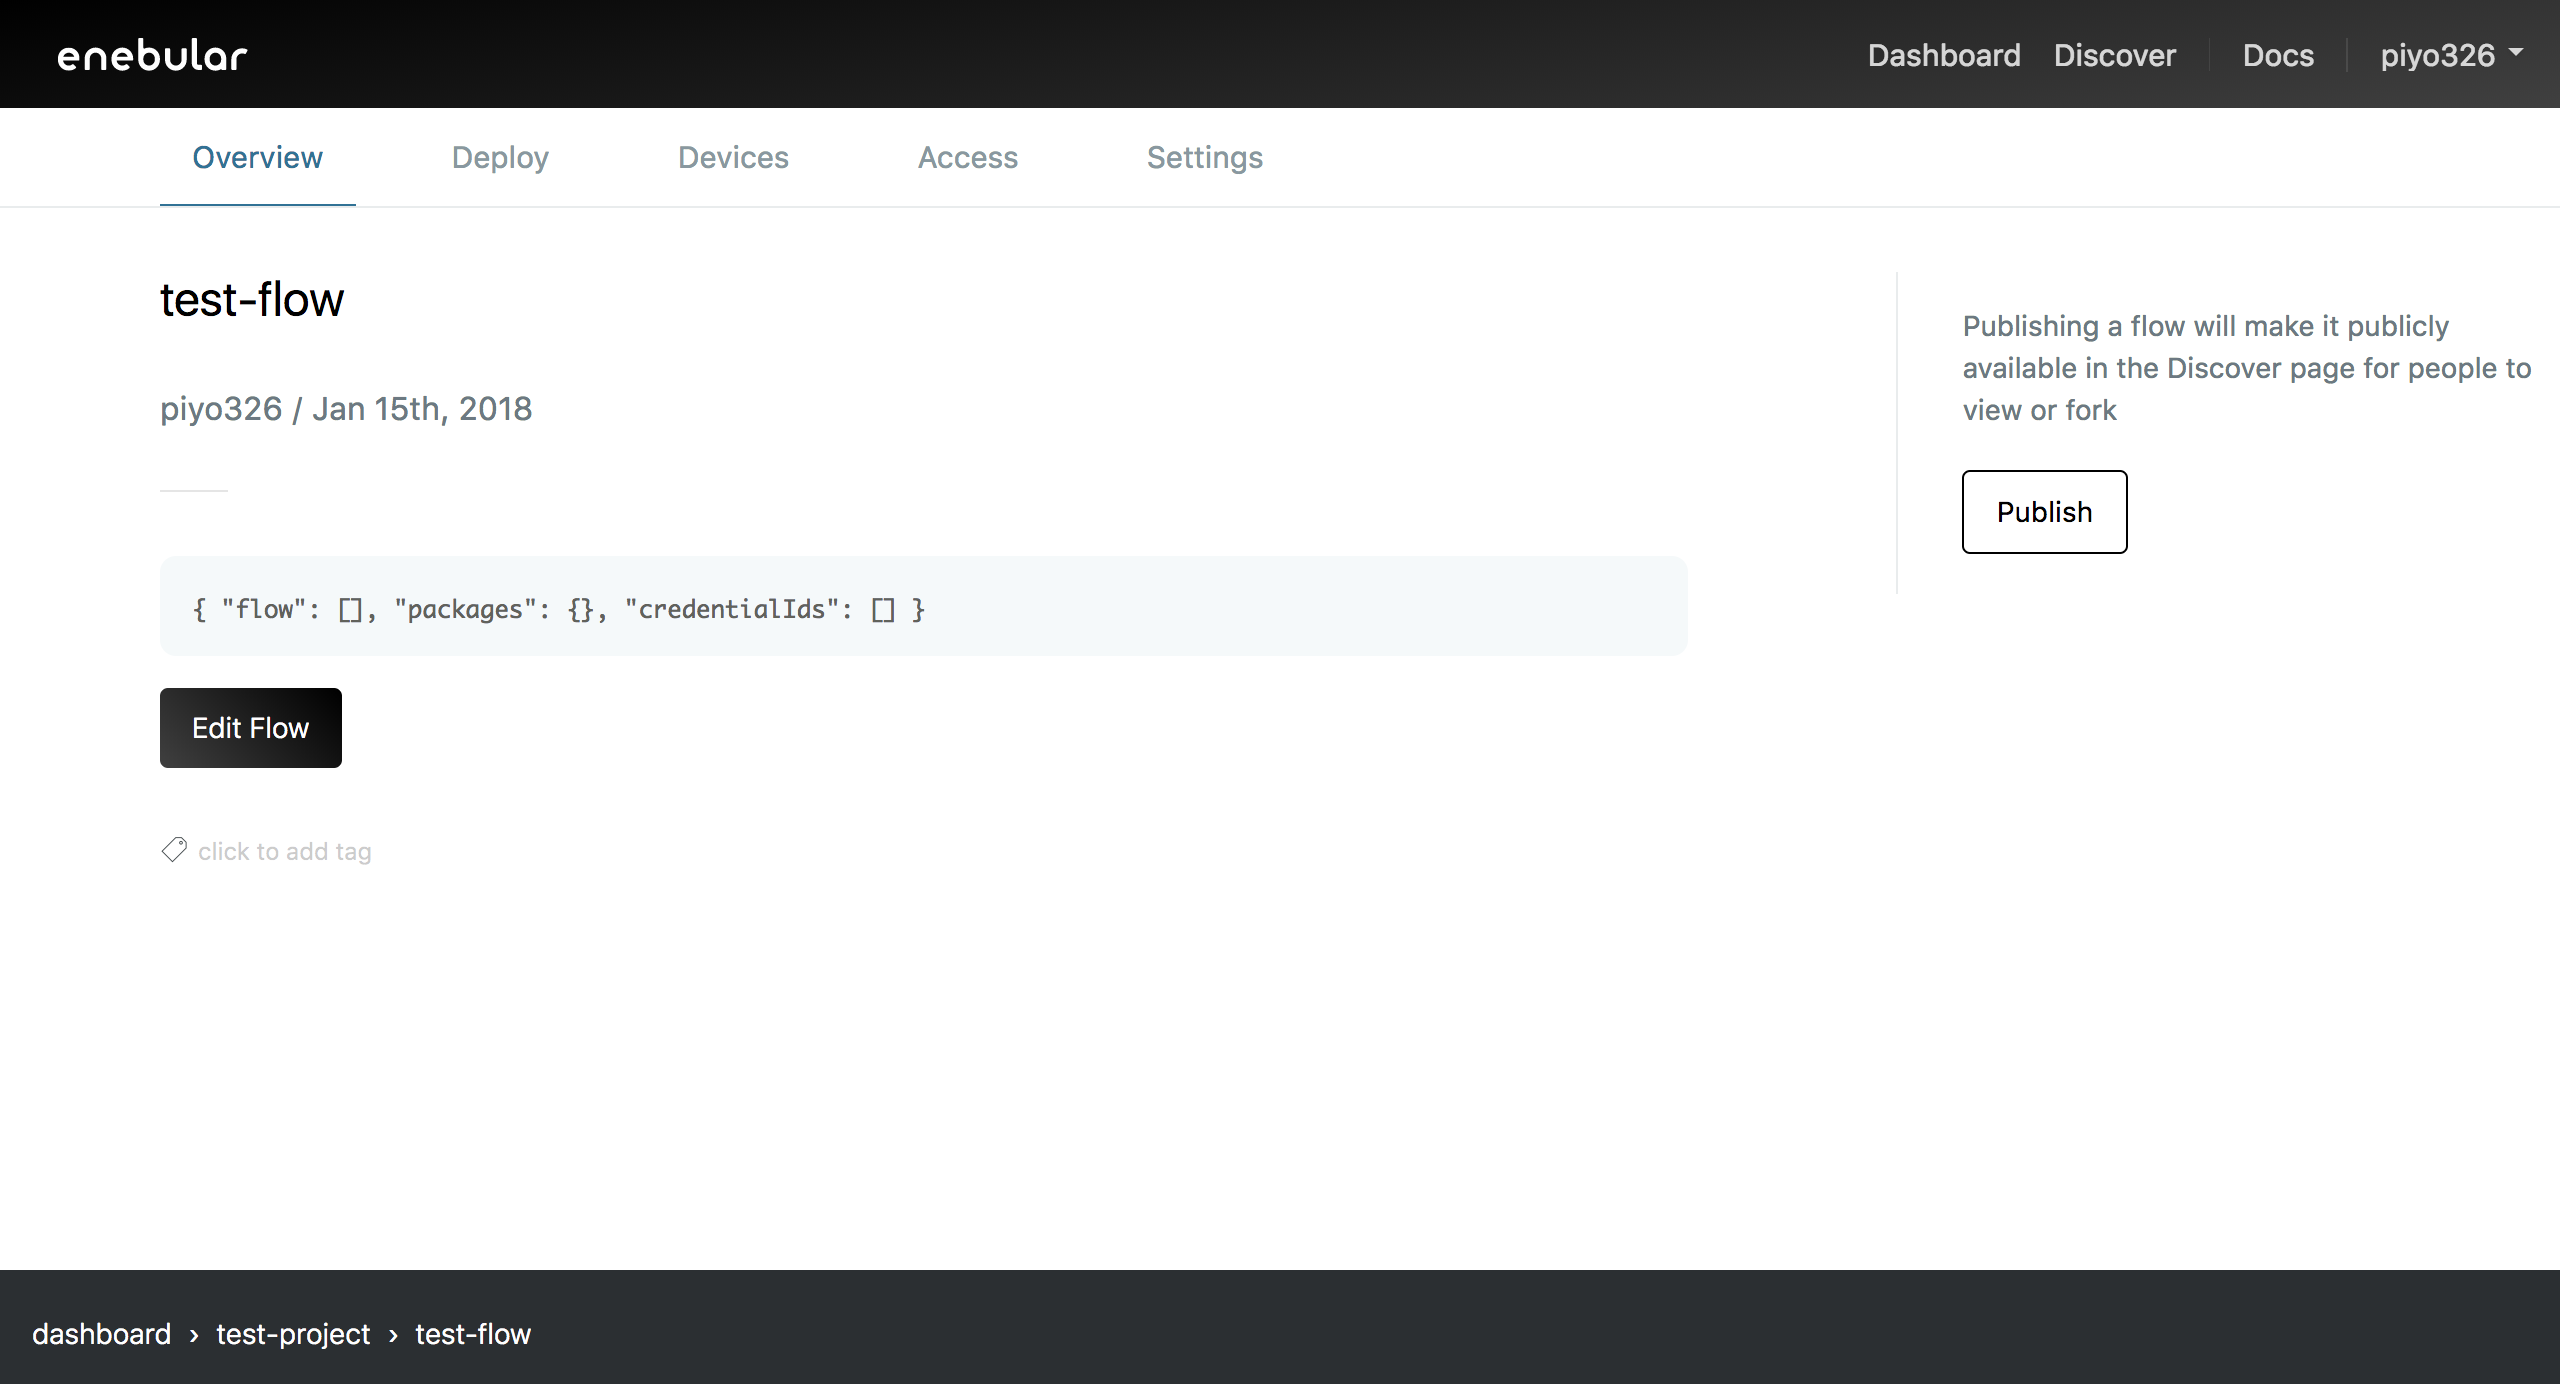 enebular
Dashboard Discover Docs piyo326
Overview Deploy Devices Access Settings
test-flow
piyo326 / Jan 15th, 2018
{ "flow": [], "packages": {}, "credentialIds": [] }
Edit Flow
click to add tag
Publishing a flow will make it publicly
available in the Discover page for people to
view or fork
Publish
dashboard › test-project › test-flow